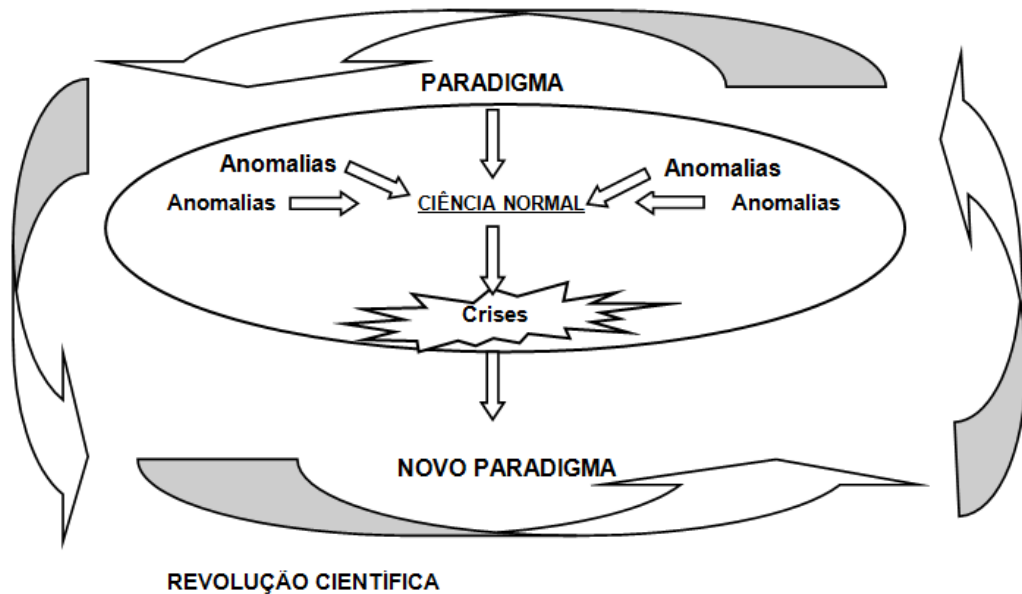 PARADIGMA
Anomalias
Anomalias
Anomalias
CIÊNCIA NORMAL
Anomalias
Crises
NOVO PARADIGMA
REVOLUÇÃO CIENTÍFICA